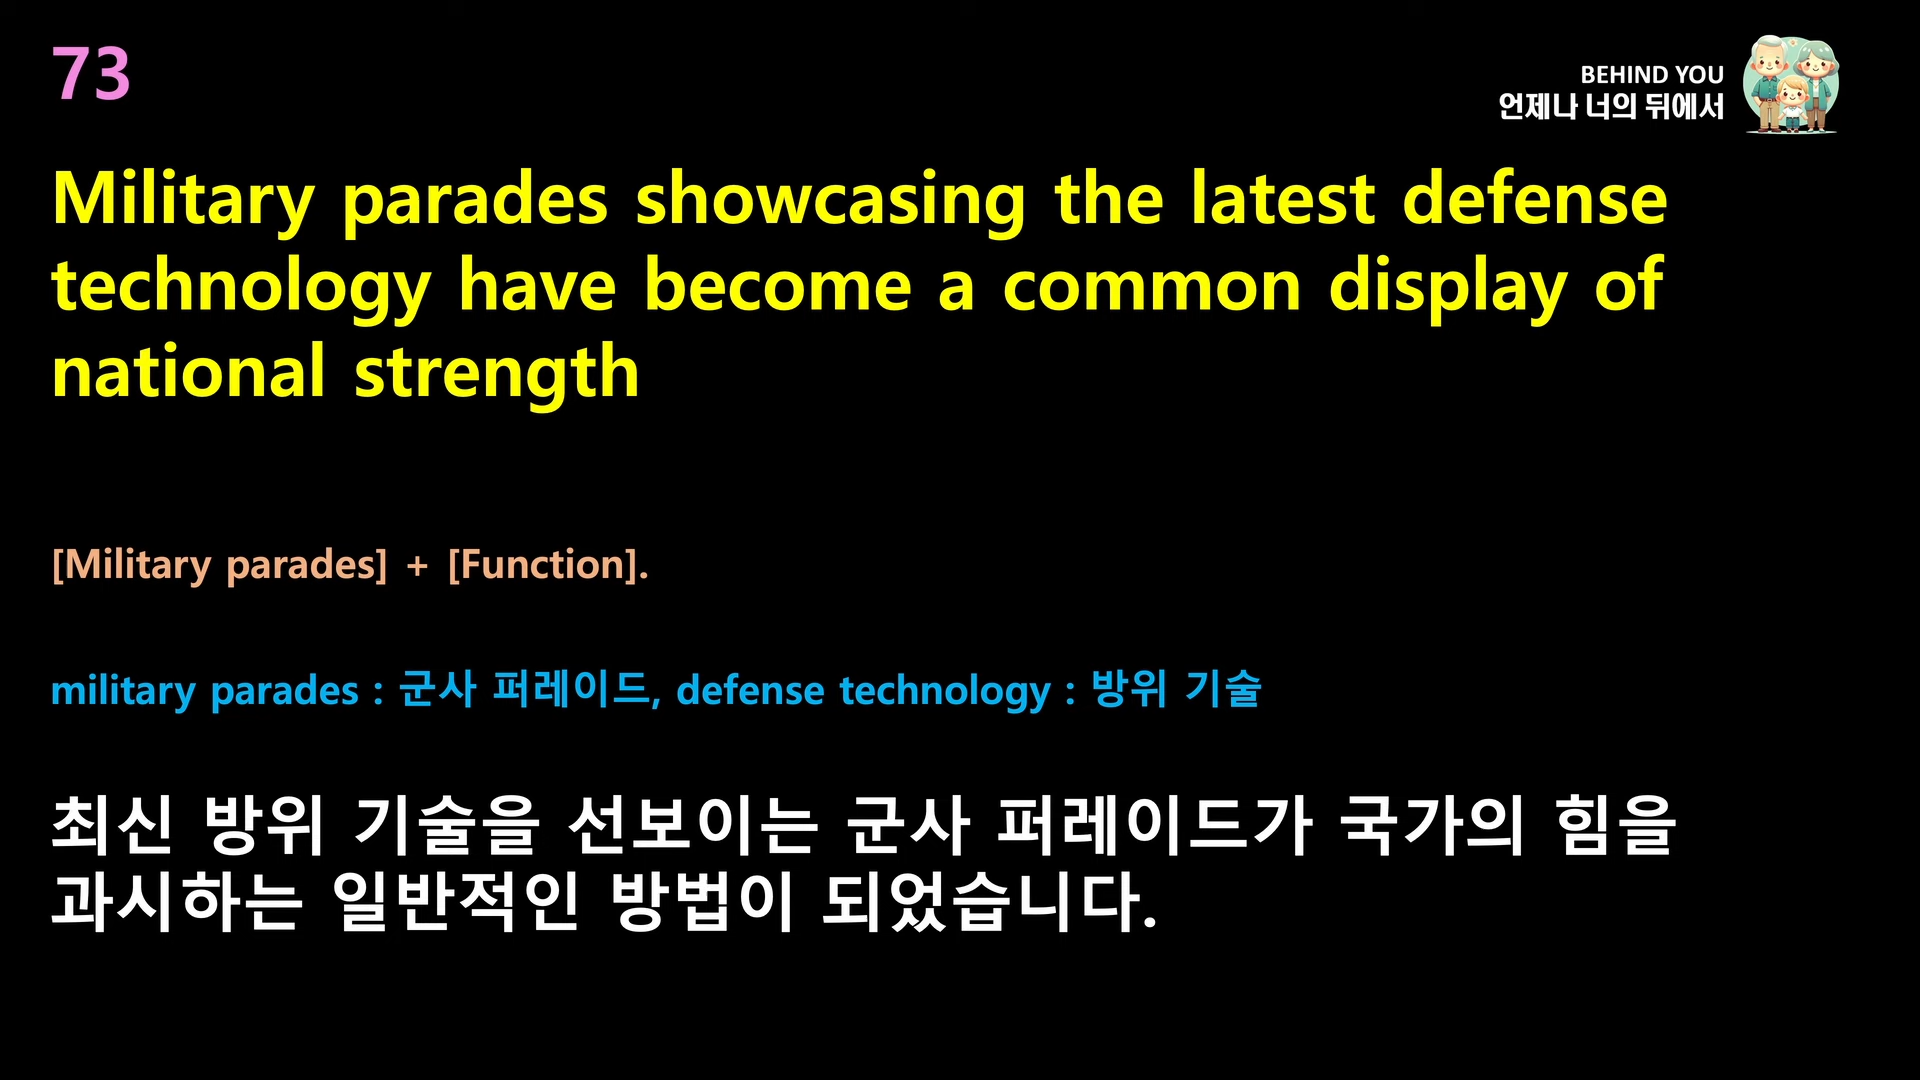 73
BEHIND YOU
언제나 너의 뒤에서
Military parades showcasing the latest defense
technology have become a common display of
national strength
[Military parades] + [Function].
military parades : 군사 퍼레이드, defense technology : 방위 기술
최신 방위 기술을 선보이는 군사 퍼레이드가 국가의 힘을
과시하는 일반적인 방법이 되었습니다.